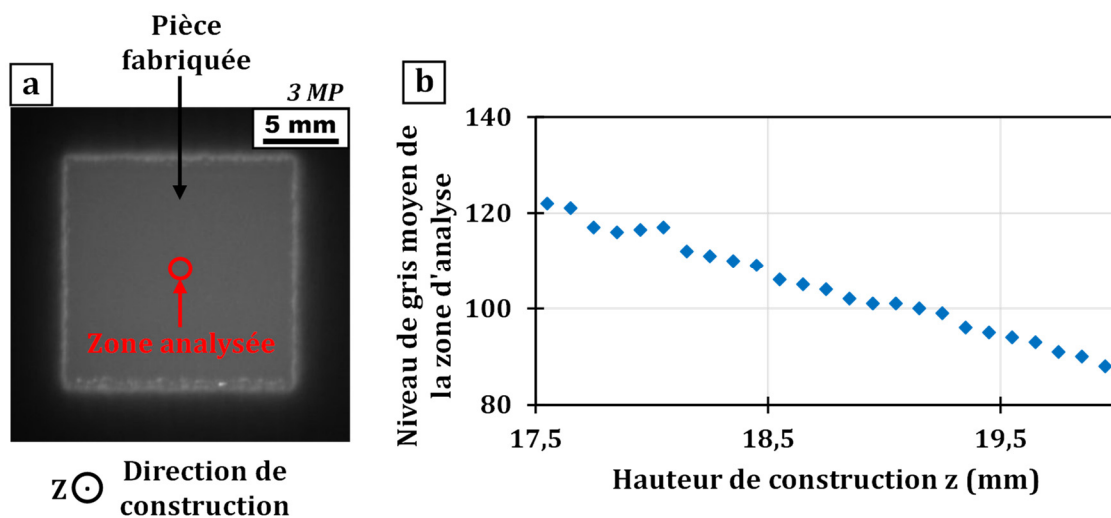 Pièce
fabriquée
a
3 MP
5 mm
Zone analysée
Z
Direction de
construction
b
Niveau de gris moyen de
la zone d'analyse
140
120
100
80
17,5
18,5
19,5
Hauteur de construction z (mm)